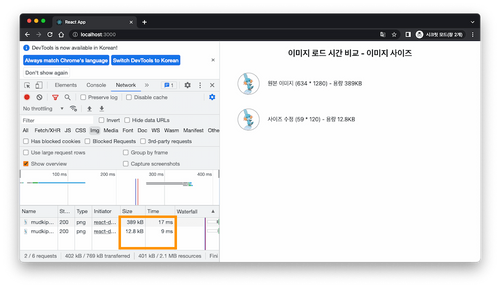 React App
localhost:3000
시크릿 모드(창 2개)
DevTools is now available in Korean!
Always match Chrome's language
Switch DevTools to Korean
Don't show again
Elements
Network
1
Preserve log
Disable cache
No throttling
Filter
Invert
Hide data URLs
All Fetch/XHR JS CSS Img Media Font Doc WS Wasm Manifest Othe
Has blocked cookies
Blocked Requests
3rd-party requests
Use large request rows
Group by frame
Show overview
Capture screenshots
100 ms
200 ms
300 ms
400 ms
Name St... Type Initiator Size Time Waterfall
mudkip... 200 png react-d... 389 kB 17 ms
mudkip... 200 png react-d... 12.8 kB 9 ms
2 / 6 requests
402 kB / 769 kB transferred
401 kB / 2.1 MB resources
Fini
이미지 로드 시간 비교 - 이미지 사이즈
원본 이미지 (634 * 1280) - 용량 389KB
사이즈 수정 (59 * 120) - 용량 12.8KB